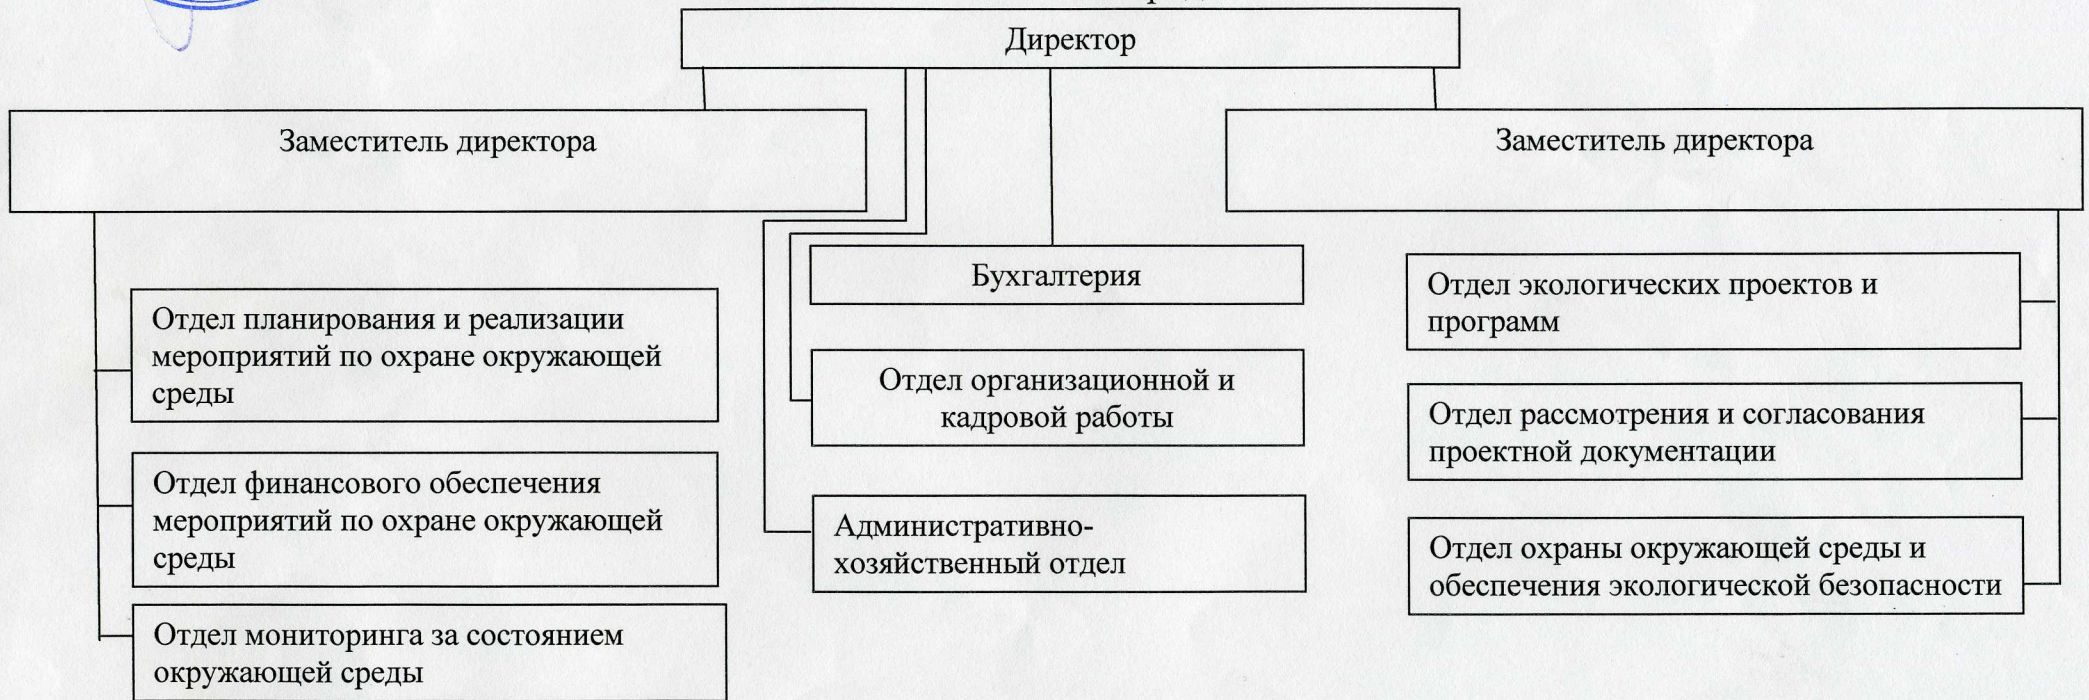 Директор
Заместитель директора
Заместитель директора
Отдел планирования и реализации
мероприятий по охране окружающей
среды
Отдел финансового обеспечения
мероприятий по охране окружающей
среды
Отдел мониторинга за состоянием
окружающей среды
Бухгалтерия
Отдел организационной и
кадровой работы
Административно-
хозяйственный отдел
Отдел экологических проектов и
программ
Отдел рассмотрения и согласования
проектной документации
Отдел охраны окружающей среды и
обеспечения экологической безопасности